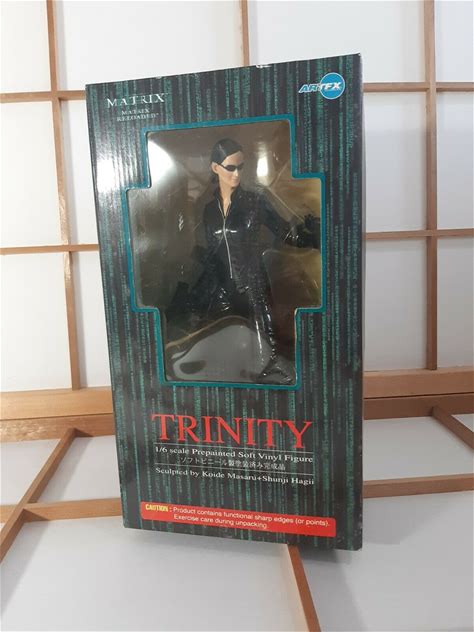 MATRIX
MATRIX
RELOADED
ARTFX
TRINITY
1/6 scale Prepainted Soft Vinyl Figure
ソフトビニール製塗装済み完成品
Sculpted by Koide Masaru+Shunji Hagii
CAUTION : Product contains functional sharp edges (or points).
Exercise care during unpacking.